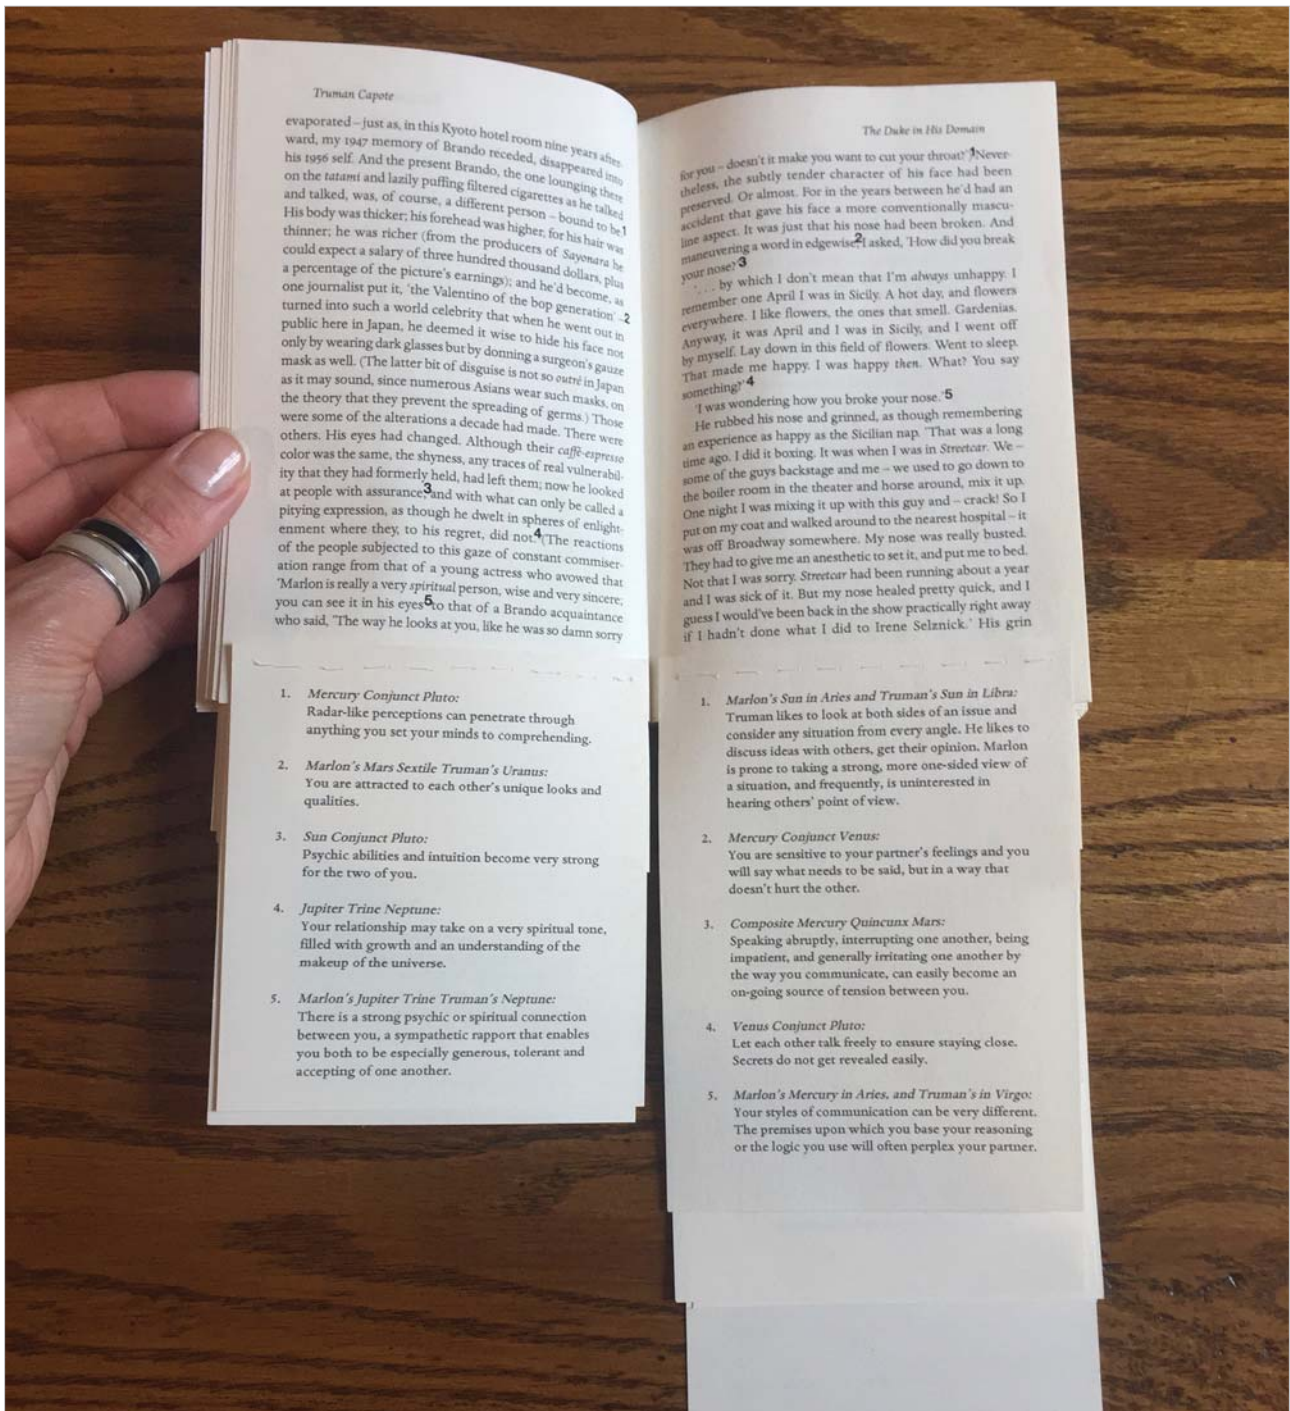 Truman Capote
evaporated – just as, in this Kyoto hotel room nine years after-
ward, my 1947 memory of Brando receded, disappeared into
his 1956 self. And the present Brando, the one lounging there
on the tatami and lazily puffing filtered cigarettes as he talked
and talked, was, of course, a different person – bound to be1
His body was thicker; his forehead was higher, for his hair was
thinner; he was richer (from the producers of Sayonara he
could expect a salary of three hundred thousand dollars, plus
a percentage of the picture's earnings); and he'd become, as
one journalist put it, 'the Valentino of the bop generation' –2
turned into such a world celebrity that when he went out in
public here in Japan, he deemed it wise to hide his face not
only by wearing dark glasses but by donning a surgeon's gauze
mask as well. (The latter bit of disguise is not so outré in Japan
as it may sound, since numerous Asians wear such masks, on
the theory that they prevent the spreading of germs.) Those
were some of the alterations a decade had made. There were
others. His eyes had changed. Although their caffè-espresso
color was the same, the shyness, any traces of real vulnerabil-
ity that they had formerly held, had left them; now he looked
at people with assurance,3 and with what can only be called a
pitying expression, as though he dwelt in spheres of enlight-
enment where they, to his regret, did not.4 (The reactions
of the people subjected to this gaze of constant commiser-
ation range from that of a young actress who avowed that
'Marlon is really a very spiritual person, wise and very sincere;
you can see it in his eyes'5 to that of a Brando acquaintance
who said, 'The way he looks at you, like he was so damn sorry
1. Mercury Conjunct Pluto:
Radar-like perceptions can penetrate through
anything you set your minds to comprehending.
2. Marlon's Mars Sextile Truman's Uranus:
You are attracted to each other's unique looks and
qualities.
3. Sun Conjunct Pluto:
Psychic abilities and intuition become very strong
for the two of you.
4. Jupiter Trine Neptune:
Your relationship may take on a very spiritual tone,
filled with growth and an understanding of the
makeup of the universe.
5. Marlon's Jupiter Trine Truman's Neptune:
There is a strong psychic or spiritual connection
between you, a sympathetic rapport that enables
you both to be especially generous, tolerant and
accepting of one another.
The Duke in His Domain
for you – doesn't it make you want to cut your throat?')1 Never-
theless, the subtly tender character of his face had been
preserved. Or almost. For in the years between he'd had an
accident that gave his face a more conventionally mascu-
line aspect. It was just that his nose had been broken. And
maneuvering a word in edgewise,2 I asked, 'How did you break
your nose?'3
'. . . by which I don't mean that I'm always unhappy. I
remember one April I was in Sicily. A hot day, and flowers
everywhere. I like flowers, the ones that smell. Gardenias.
Anyway, it was April and I was in Sicily, and I went off
by myself. Lay down in this field of flowers. Went to sleep.
That made me happy. I was happy then. What? You say
something?'4
'I was wondering how you broke your nose.'5
He rubbed his nose and grinned, as though remembering
an experience as happy as the Sicilian nap. 'That was a long
time ago. I did it boxing. It was when I was in Streetcar. We –
some of the guys backstage and me – we used to go down to
the boiler room in the theater and horse around, mix it up.
One night I was mixing it up with this guy and – crack! So I
put on my coat and walked around to the nearest hospital – it
was off Broadway somewhere. My nose was really busted.
They had to give me an anesthetic to set it, and put me to bed.
Not that I was sorry. Streetcar had been running about a year
and I was sick of it. But my nose healed pretty quick, and I
guess I would've been back in the show practically right away
if I hadn't done what I did to Irene Selznick.' His grin
1. Marlon's Sun in Aries and Truman's Sun in Libra:
Truman likes to look at both sides of an issue and
consider any situation from every angle. He likes to
discuss ideas with others, get their opinion. Marlon
is prone to taking a strong, more one-sided view of
a situation, and frequently, is uninterested in
hearing others' point of view.
2. Mercury Conjunct Venus:
You are sensitive to your partner's feelings and you
will say what needs to be said, but in a way that
doesn't hurt the other.
3. Composite Mercury Quincunx Mars:
Speaking abruptly, interrupting one another, being
impatient, and generally irritating one another by
the way you communicate, can easily become an
on-going source of tension between you.
4. Venus Conjunct Pluto:
Let each other talk freely to ensure staying close.
Secrets do not get revealed easily.
5. Marlon's Mercury in Aries, and Truman's in Virgo:
Your styles of communication can be very different.
The premises upon which you base your reasoning
or the logic you use will often perplex your partner.